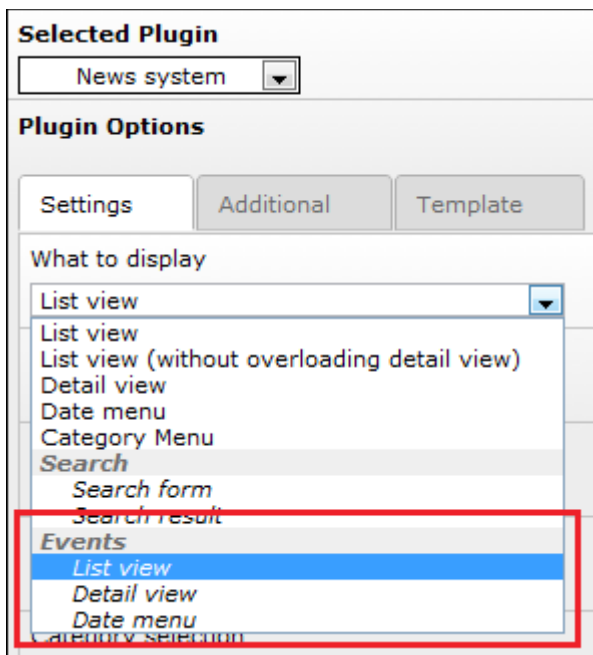 Selected Plugin
News system
Plugin Options
Settings Additional Template
What to display
List view
List view
List view (without overloading detail view)
Detail view
Date menu
Category Menu
Search
Search form
Search result
Events
List view
Detail view
Date menu
Category selection